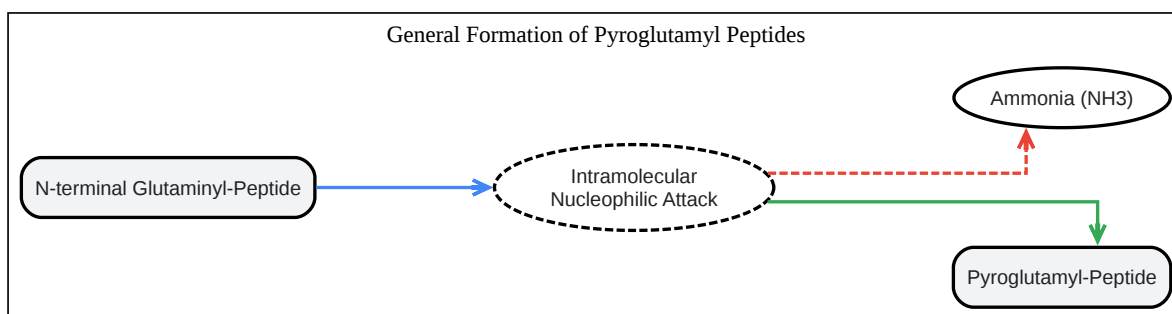 General Formation of Pyroglutamyl Peptides
Ammonia (NH3)
N-terminal Glutaminyl-Peptide
Intramolecular
Nucleophilic Attack
Pyroglutamyl-Peptide